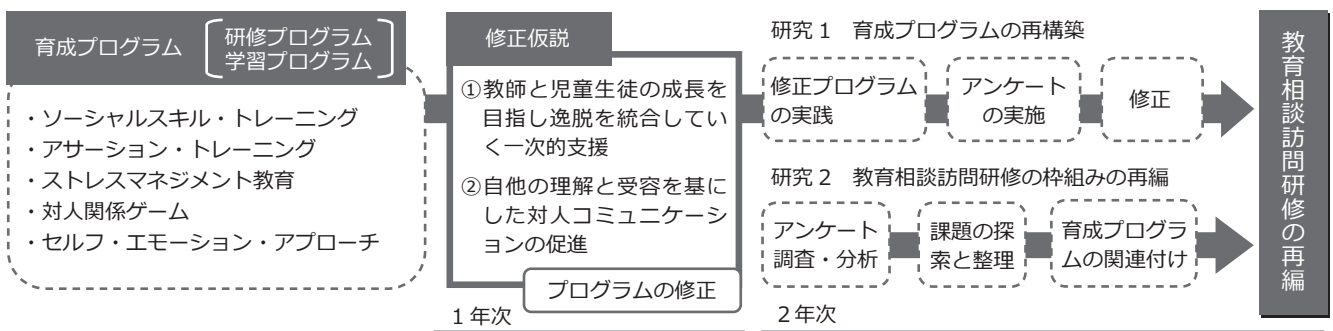 育成プログラム
研修プログラム
学習プログラム
・ソーシャルスキル・トレーニング
・アサーション・トレーニング
・ストレスマネジメント教育
・対人関係ゲーム
・セルフ・エモーション・アプローチ
修正仮説
①教師と児童生徒の成長を
目指し逸脱を統合してい
く一次的支援
②自他の理解と受容を基に
した対人コミュニケーシ
ョンの促進
プログラムの修正
1年次
研究1 育成プログラムの再構築
修正プログラム
の実践
アンケート
の実施
修正
研究2 教育相談訪問研修の枠組みの再編
アンケート
調査・分析
課題の探
索と整理
育成プログラ
ムの関連付け
2年次
教育相談訪問研修の再編